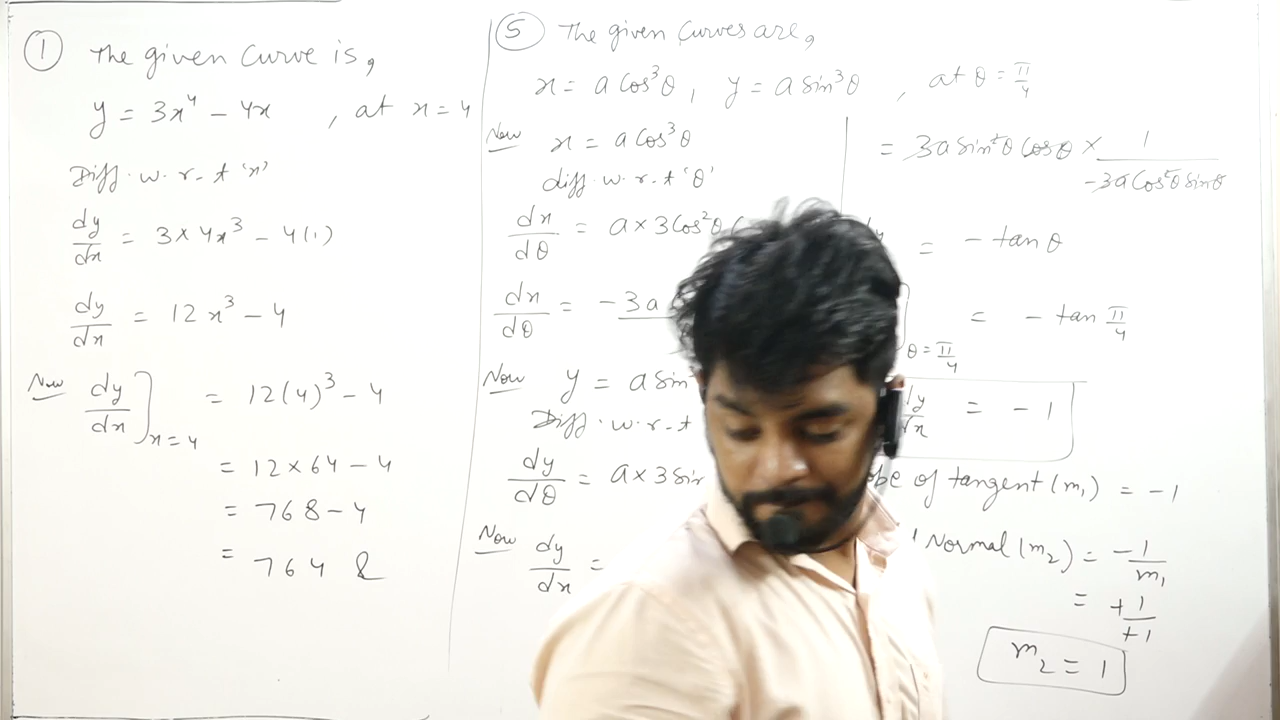 ① The given curve is,
y = 3x⁴ - 4x , at x = 4
Diff. w. r. t 'x'
dy/dx = 3 × 4x³ - 4(1)
dy/dx = 12x³ - 4
Now dy/dx]x=4 = 12(4)³ - 4
= 12 × 64 - 4
= 768 - 4
= 764
⑤ The given curves are,
x = a cos³θ, y = a sin³θ , at θ = π/4
Now x = a cos³θ
diff. w. r. t 'θ'
dx/dθ = a × 3cos²θ
dx/dθ = -3a
Now y = a sin
Diff. w. r. t
dy/dθ = a × 3 sin
Now dy/dx =
= 3a sin²θ cosθ × 1/-3a cos²θ sinθ
= - tan θ
θ = π/4 = - tan π/4
= -1
of tangent (m₁) = -1
Normal (m₂) = -1/m₁
= +1/+1
m₂ = 1